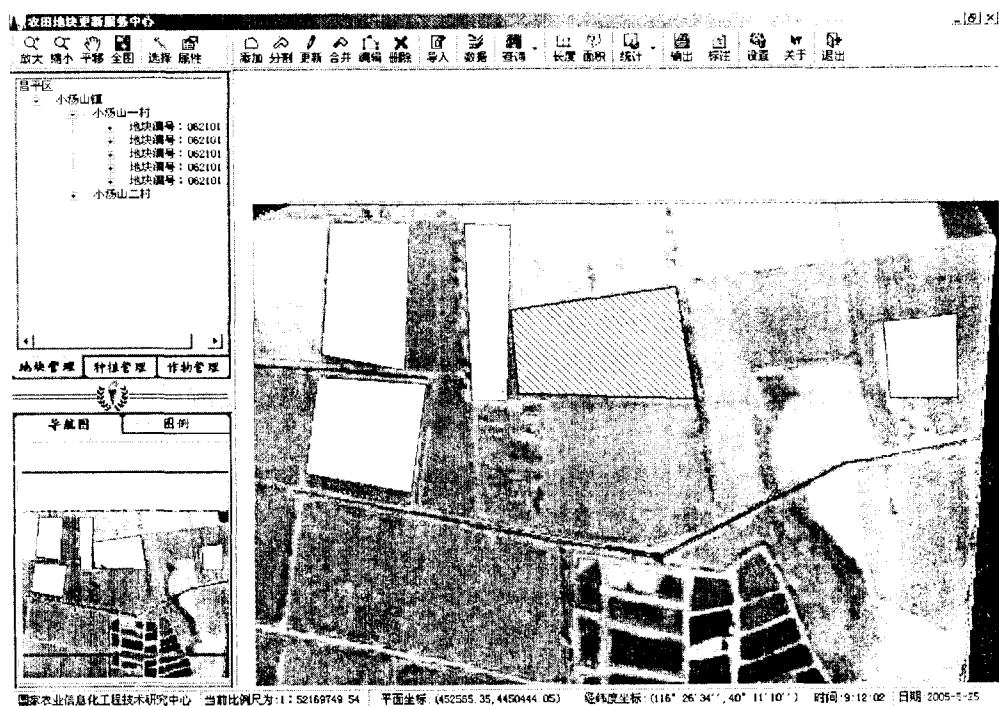 农田地块更新服务中心
放大 缩小 平移 全图 选择 属性 添加 分割 更新 合并 编辑 删除 导入 数据 查询 长度 面积 统计 输出 标注 设置 关于 退出
昌平区
小汤山镇
小汤山一村
地块编号：062101
地块编号：062101
地块编号：062101
地块编号：062101
地块编号：062101
小汤山二村
地块管理 种植管理 作物管理
导航图 图例
国家农业信息化工程技术研究中心 当前比例尺为:1：52169749.54 平面坐标：(452565.35,4450444.05) 经纬度坐标：(116° 26′34″,40° 11′10″) 时间:9:12:02 日期: